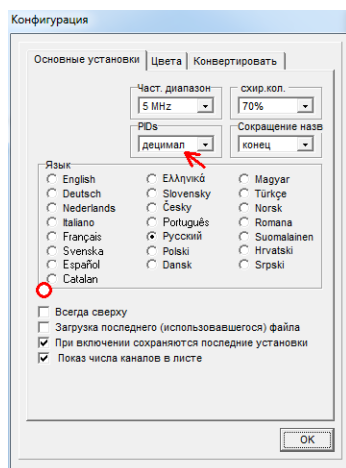 Конфигурация
Основные установки Цвета Конвертировать
Част. диапазон схир.кол.
5 MHz 70%
PIDs Сокращение назв
децимал конец
Язык
English Ελληνικά Magyar
Deutsch Slovensky Türkçe
Nederlands Česky Norsk
Italiano Português Romana
Français Русский Suomalainen
Svenska Polski Hrvatski
Español Dansk Srpski
Catalan
Всегда сверху
Загрузка последнего (использовавшегося) файла
При включении сохраняются последние установки
Показ числа каналов в листе
OK